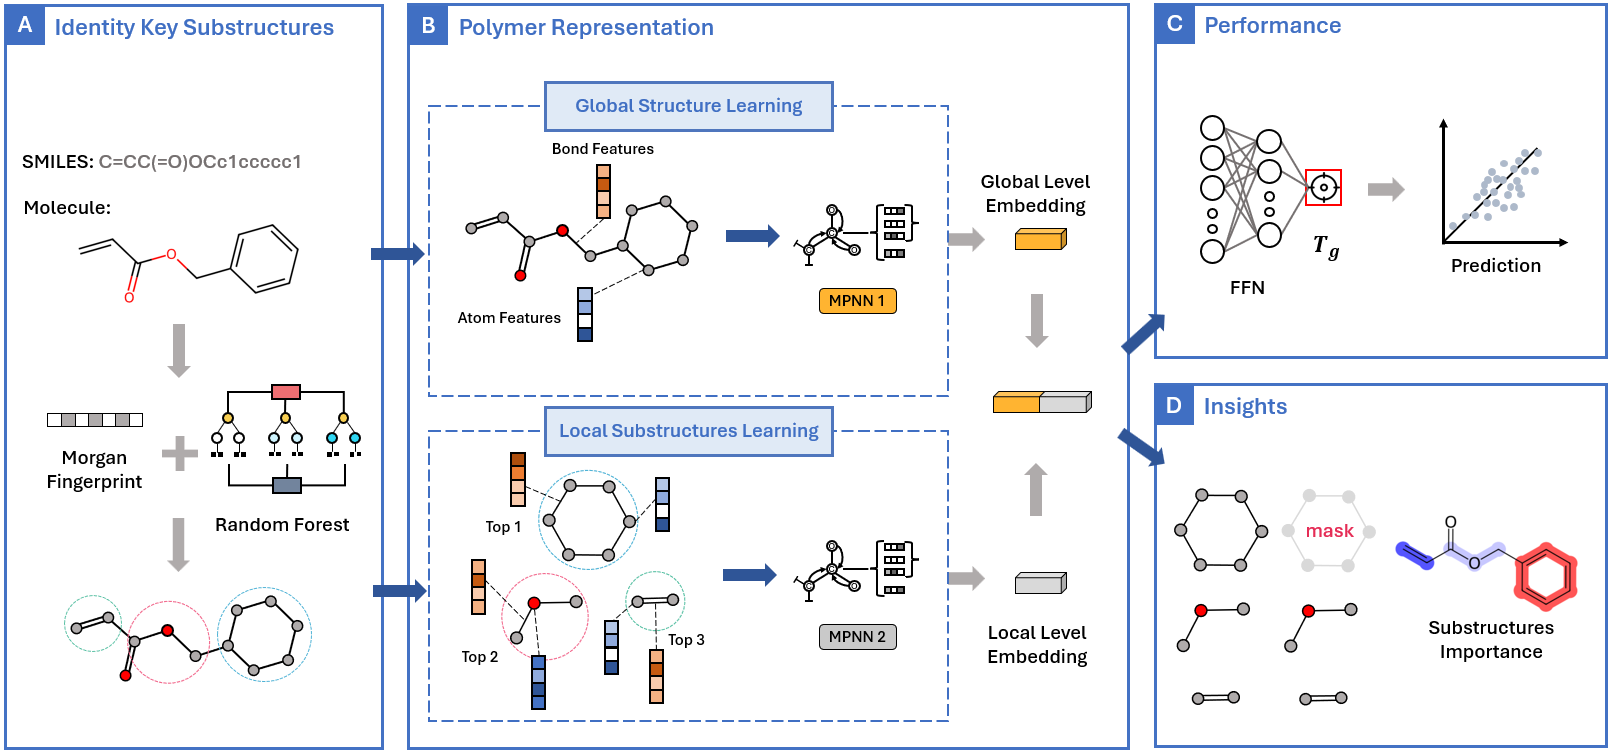 A Identity Key Substructures
SMILES: C=CC(=O)OCc1ccccc1
Molecule:
O
O
Morgan
Fingerprint
Random Forest
B Polymer Representation
Global Structure Learning
Bond Features
Atom Features
MPNN 1
Global Level
Embedding
Local Substructures Learning
Top 1
Top 2
Top 3
MPNN 2
Local Level
Embedding
C Performance
FFN
Tg
Prediction
D Insights
mask
O
O
Substructures
Importance